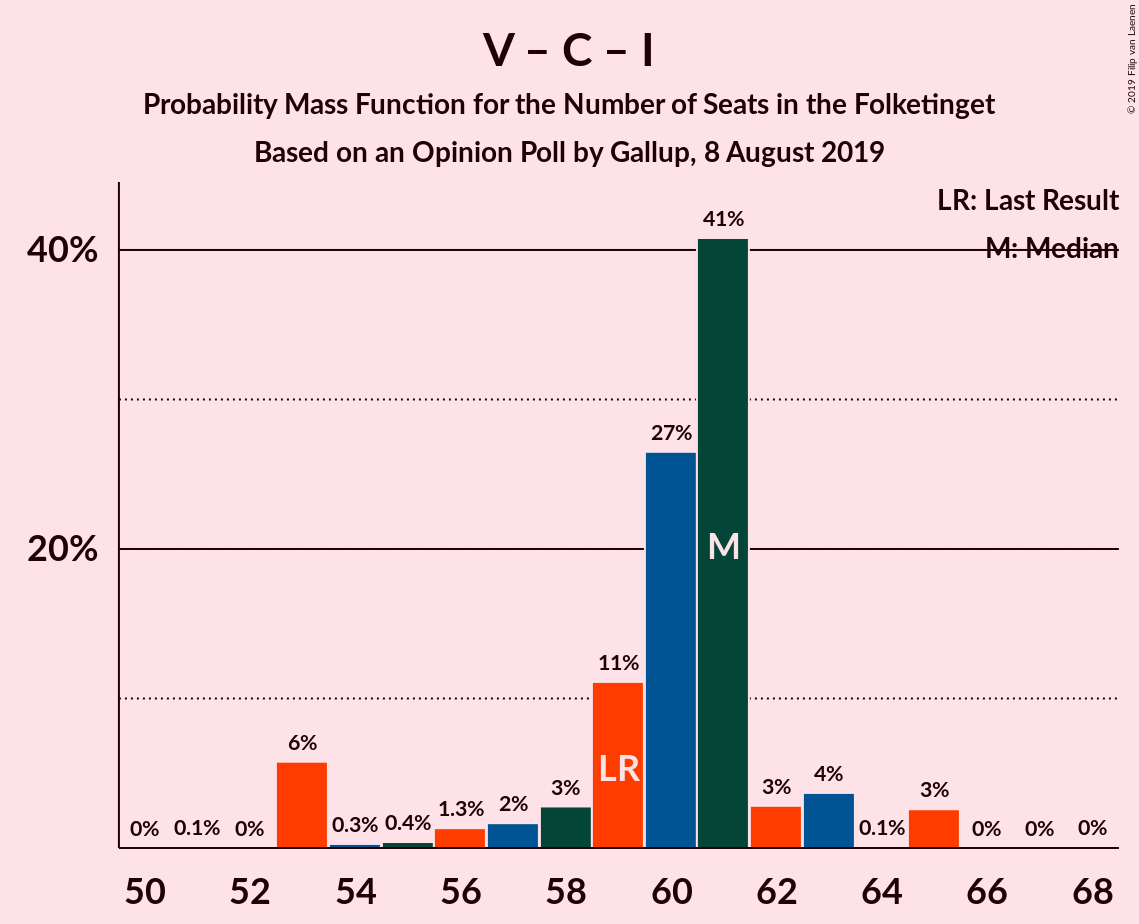 V – C – I
Probability Mass Function for the Number of Seats in the Folketinget
Based on an Opinion Poll by Gallup, 8 August 2019
© 2019 Filip van Laenen
LR: Last Result
M: Median
40%
20%
0%
0.1%
0%
6%
0.3%
0.4%
1.3%
2%
3%
11%
27%
41%
3%
4%
0.1%
3%
0%
0%
0%
LR
M
50 52 54 56 58 60 62 64 66 68